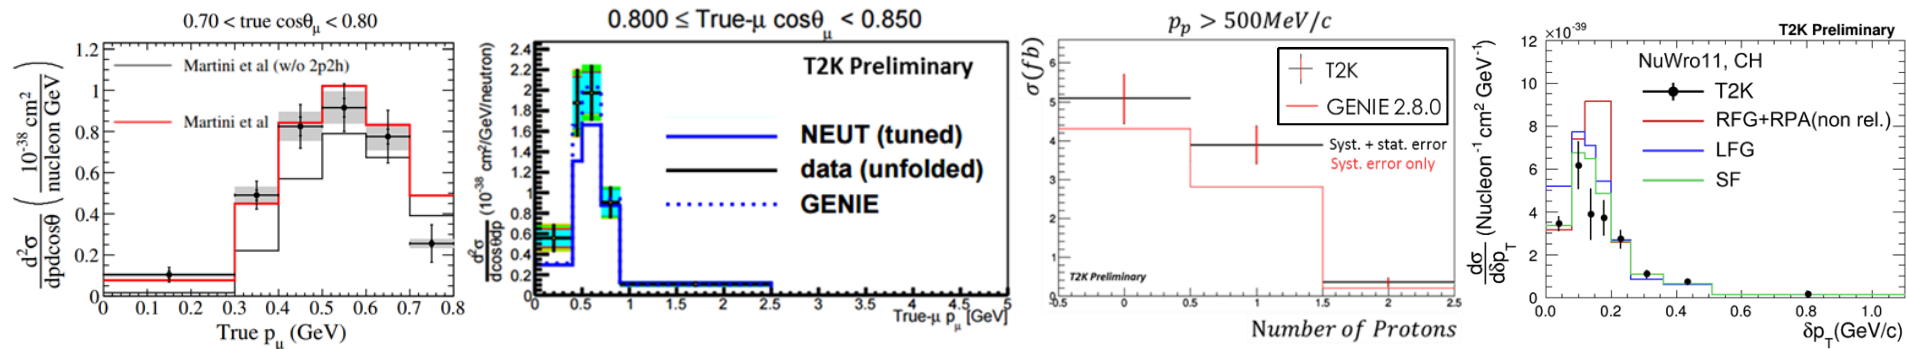 0.70 < true cosθμ < 0.80
d²σ/dpdcosθ (10⁻³⁸ cm²/nucleon GeV)
1.2
1
0.8
0.6
0.4
0.2
0
Martini et al (w/o 2p2h)
Martini et al
0 0.1 0.2 0.3 0.4 0.5 0.6 0.7 0.8
True pμ (GeV)
0.800 ≤ True-μ cosθμ < 0.850
d²σ/dcosθdp (10⁻³⁸ cm²/GeV/neutron)
2.4
2.2
2
1.8
1.6
1.4
1.2
1
0.8
0.6
0.4
0.2
0
T2K Preliminary
NEUT (tuned)
data (unfolded)
GENIE
0 0.5 1 1.5 2 2.5 3 3.5 4 4.5 5
True-μ pμ [GeV]
pp > 500MeV/c
σ(fb)
6
5
4
3
2
1
0
T2K
GENIE 2.8.0
Syst. + stat. error
Syst. error only
T2K Preliminary
-0.5 0 0.5 1 1.5 2 2.5
Number of Protons
×10⁻³⁹
T2K Preliminary
dσ/dδpT (Nucleon⁻¹ cm² GeV⁻¹)
12
10
8
6
4
2
0
NuWro11, CH
T2K
RFG+RPA(non rel.)
LFG
SF
0.0 0.2 0.4 0.6 0.8 1.0
δpT(GeV/c)